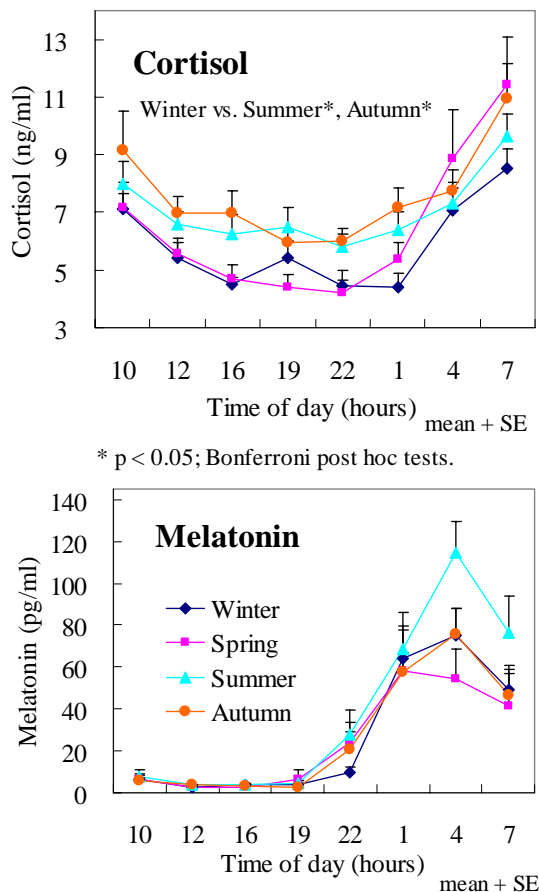 13
11
9
7
5
3
Cortisol (ng/ml)
Cortisol
Winter vs. Summer*, Autumn*
10 12 16 19 22 1 4 7
Time of day (hours)
mean + SE
* p < 0.05; Bonferroni post hoc tests.
140
120
100
80
60
40
20
0
Melatonin (pg/ml)
Melatonin
Winter
Spring
Summer
Autumn
10 12 16 19 22 1 4 7
Time of day (hours)
mean + SE